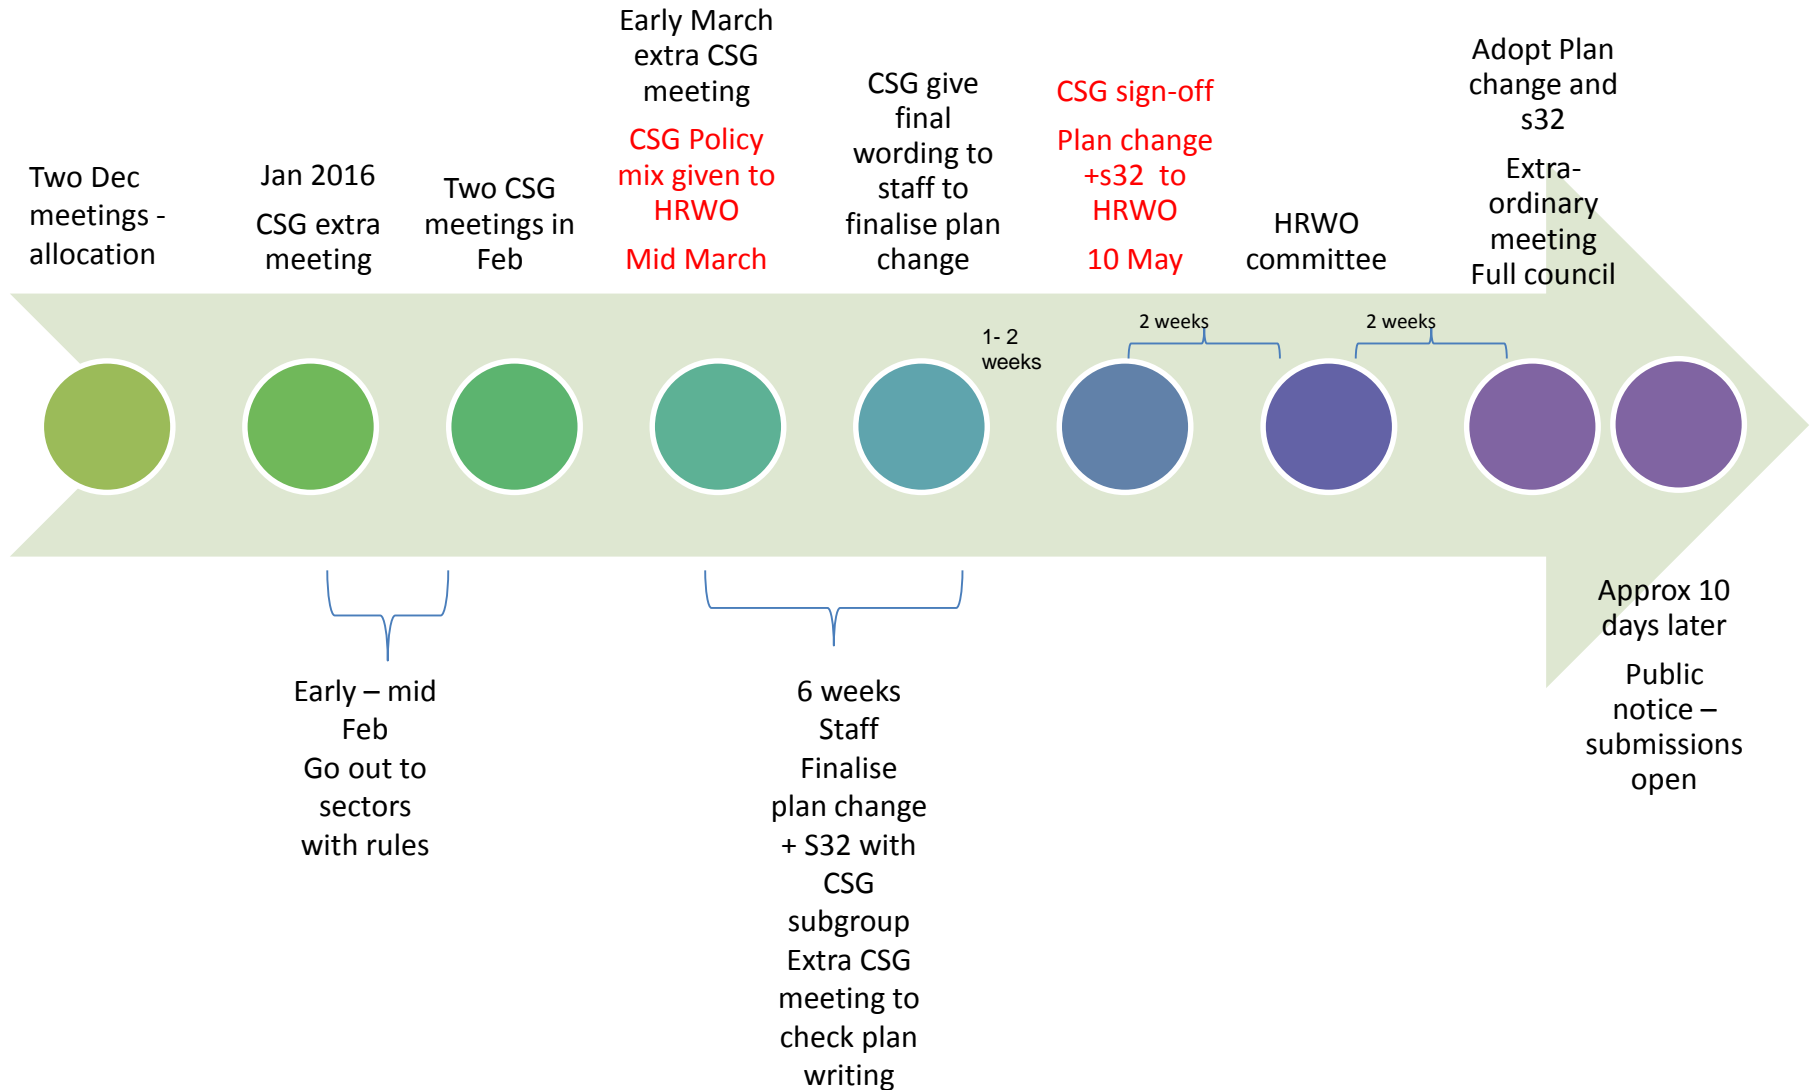 Two Dec
meetings -
allocation
Jan 2016
CSG extra
meeting
Two CSG
meetings in
Feb
Early March
extra CSG
meeting
CSG Policy
mix given to
HRWO
Mid March
CSG give
final
wording to
staff to
finalise plan
change
CSG sign-off
Plan change
+s32 to
HRWO
10 May
HRWO
committee
Adopt Plan
change and
s32
Extra-
ordinary
meeting
Full council
1- 2
weeks
2 weeks
2 weeks
Early – mid
Feb
Go out to
sectors
with rules
6 weeks
Staff
Finalise
plan change
+ S32 with
CSG
subgroup
Extra CSG
meeting to
check plan
writing
Approx 10
days later
Public
notice –
submissions
open